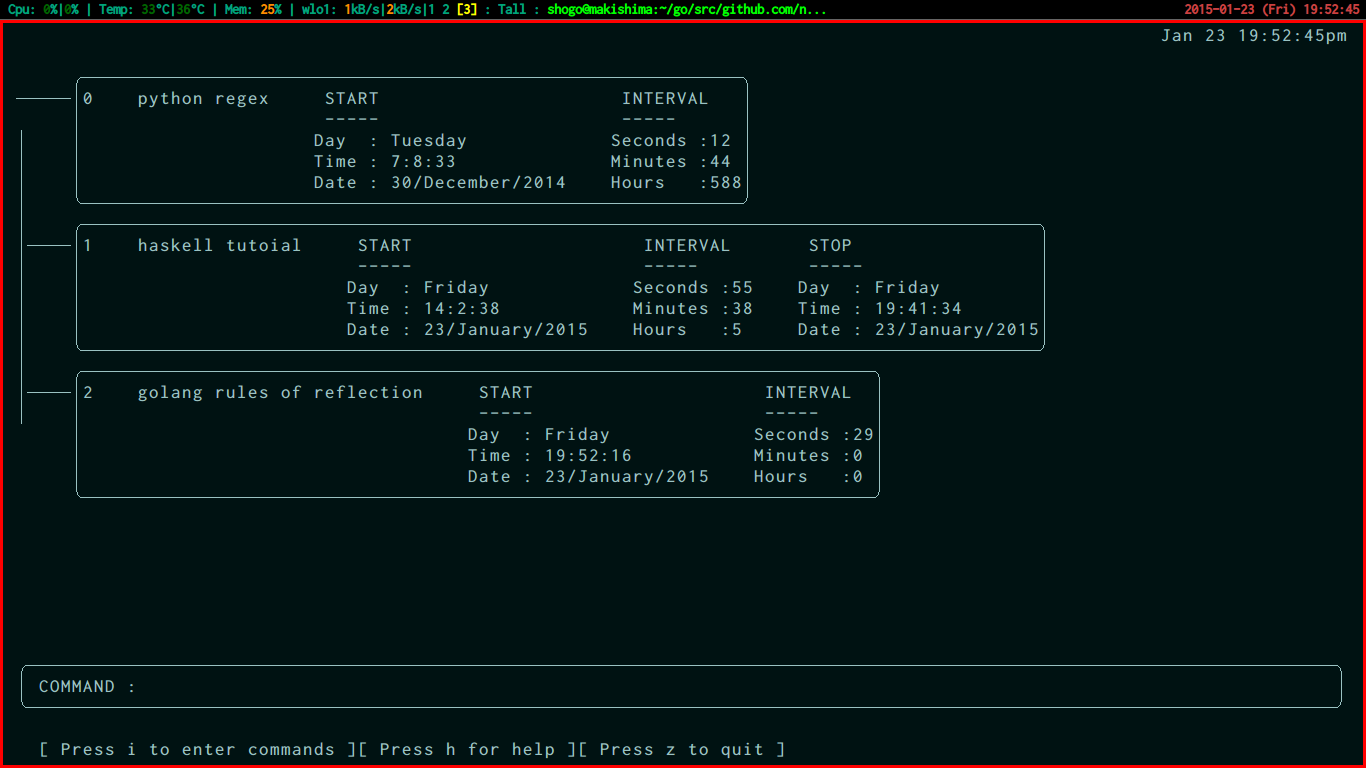 Cpu: 0%|0% | Temp: 33°C|36°C | Mem: 25% | wlo1: 1kB/s|2kB/s|1 2 [3] : Tall : shogo@makishima:~/go/src/github.com/n... 2015-01-23 (Fri) 19:52:45
Jan 23 19:52:45pm
0 python regex START INTERVAL
----- -----
Day : Tuesday Seconds :12
Time : 7:8:33 Minutes :44
Date : 30/December/2014 Hours :588
1 haskell tutoial START INTERVAL STOP
----- ----- -----
Day : Friday Seconds :55 Day : Friday
Time : 14:2:38 Minutes :38 Time : 19:41:34
Date : 23/January/2015 Hours :5 Date : 23/January/2015
2 golang rules of reflection START INTERVAL
----- -----
Day : Friday Seconds :29
Time : 19:52:16 Minutes :0
Date : 23/January/2015 Hours :0
COMMAND :
[ Press i to enter commands ][ Press h for help ][ Press z to quit ]